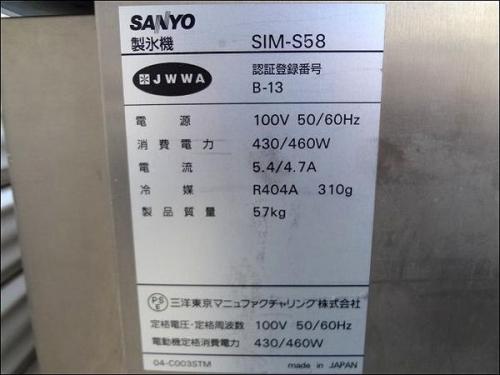 SANYO
製氷機 SIM-S58
JWWA 認証登録番号
B-13
電源 100V 50/60Hz
消費電力 430/460W
電流 5.4/4.7A
冷媒 R404A 310g
製品質量 57kg
PSE 三洋東京マニュファクチャリング株式会社
定格電圧・定格周波数 100V 50/60Hz
電動機定格消費電力 430/460W
04-C003STM made in JAPAN